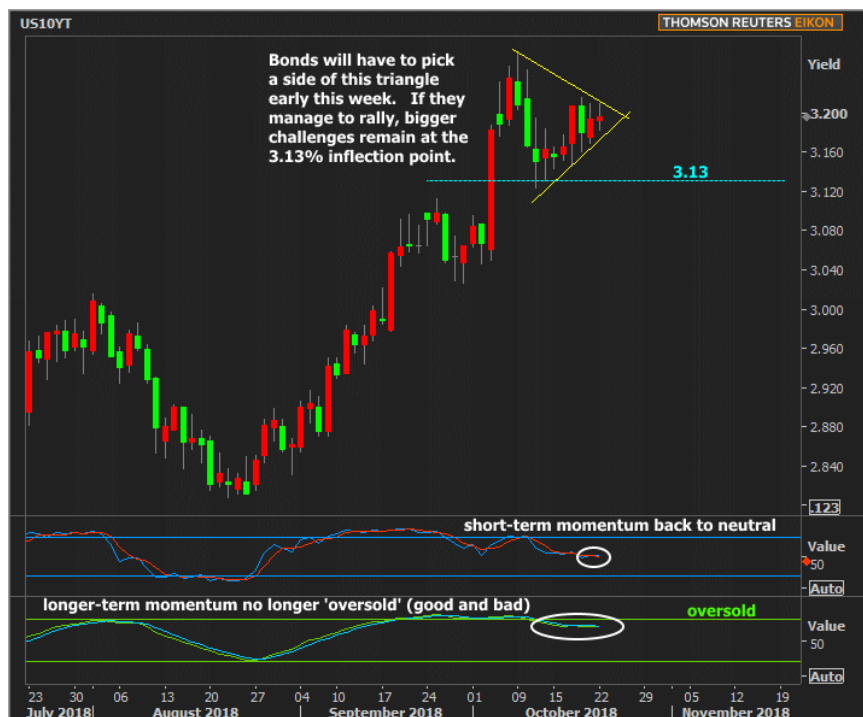 US10YT
THOMSON REUTERS EIKON
Bonds will have to pick
a side of this triangle
early this week. If they
manage to rally, bigger
challenges remain at the
3.13% inflection point.
Yield
3.200
3.160
3.13
3.120
3.080
3.040
3.000
2.960
2.920
2.880
2.840
.123
short-term momentum back to neutral
Value
50
Auto
longer-term momentum no longer 'oversold' (good and bad)
oversold
Value
50
Auto
23 30 06 13 20 27 04 10 17 24 01 09 15 22 29 05 12 19
July 2018 August 2018 September 2018 October 2018 November 2018